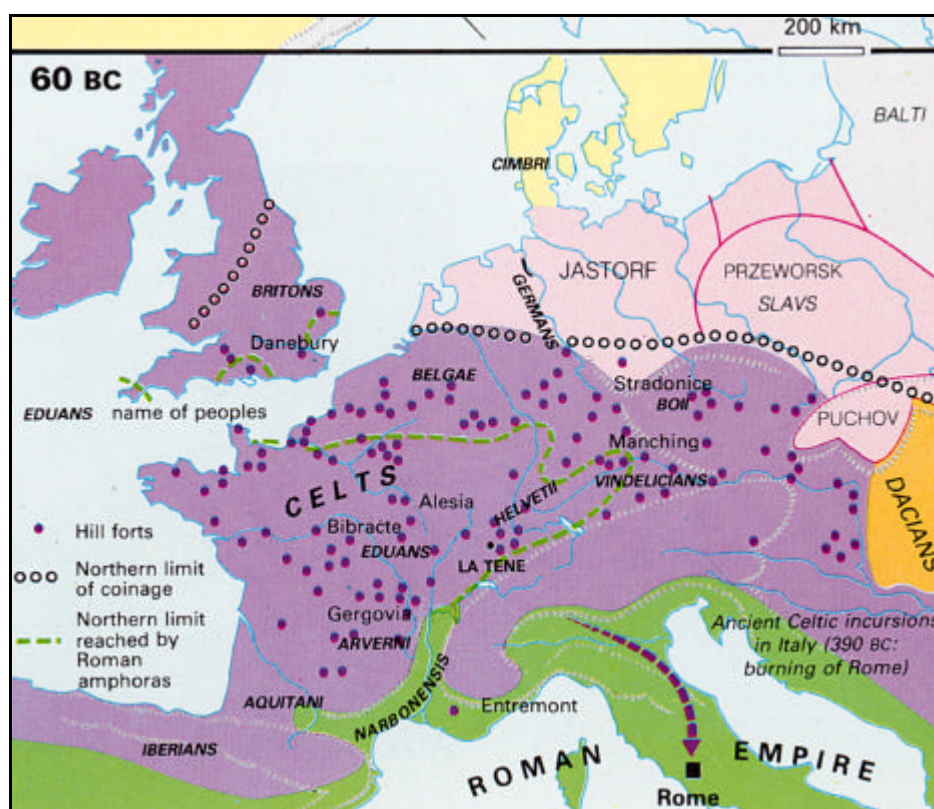 200 km
60 BC
BALTI
CIMBRI
JASTORF
PRZEWORSK
SLAVS
GERMANS
BRITONS
Danebury
BELGAE
Stradonice
BOII
EDUANS name of peoples
PUCHOV
Manching
CELTS
VINDELICIANS
HELVETII
DACIANS
Alesia
Hill forts
Bibracte
EDUANS
LA TENE
Northern limit
of coinage
Northern limit
reached by
Roman
amphoras
Gergovia
ARVERNI
Ancient Celtic incursions
in Italy (390 BC:
burning of Rome)
AQUITANI
NARBONENSIS
Entremont
IBERIANS
ROMAN EMPIRE
Rome